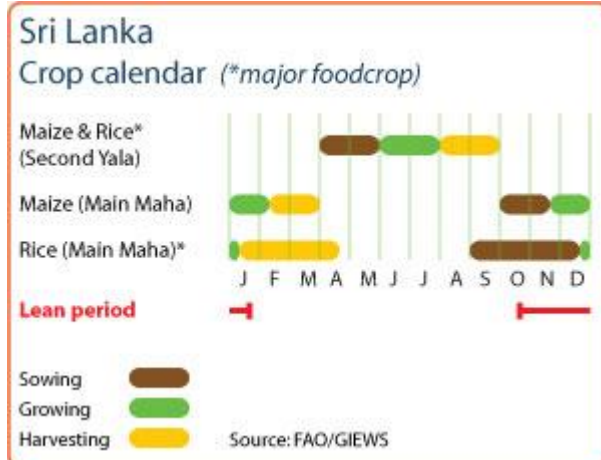 Sri Lanka
Crop calendar (*major foodcrop)
Maize & Rice*
(Second Yala)
Maize (Main Maha)
Rice (Main Maha)*
J F M A M J J A S O N D
Lean period
Sowing
Growing
Harvesting
Source: FAO/GIEWS